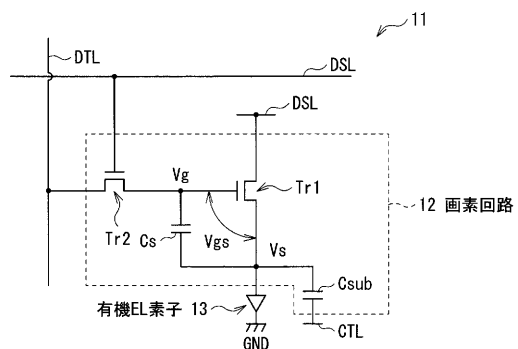 11
DTL
DSL
DSL
Vg
Tr1
12 画素回路
Tr2
Cs
Vgs
Vs
Csub
有機EL素子 13
CTL
GND